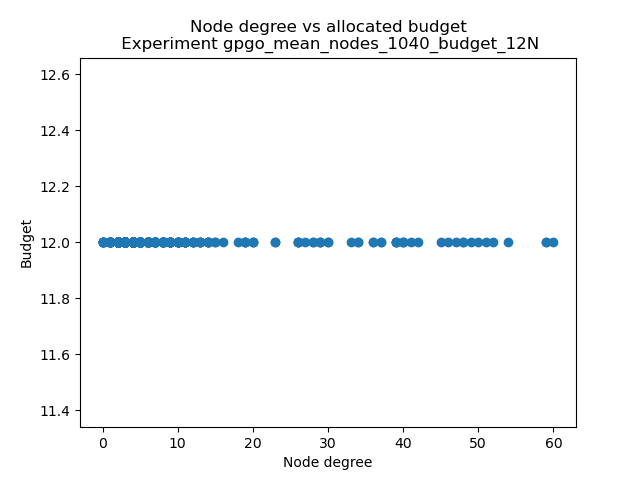 Node degree vs allocated budget
Experiment gpgo_mean_nodes_1040_budget_12N
12.6
12.4
12.2
12.0
11.8
11.6
11.4
Budget
0 10 20 30 40 50 60
Node degree